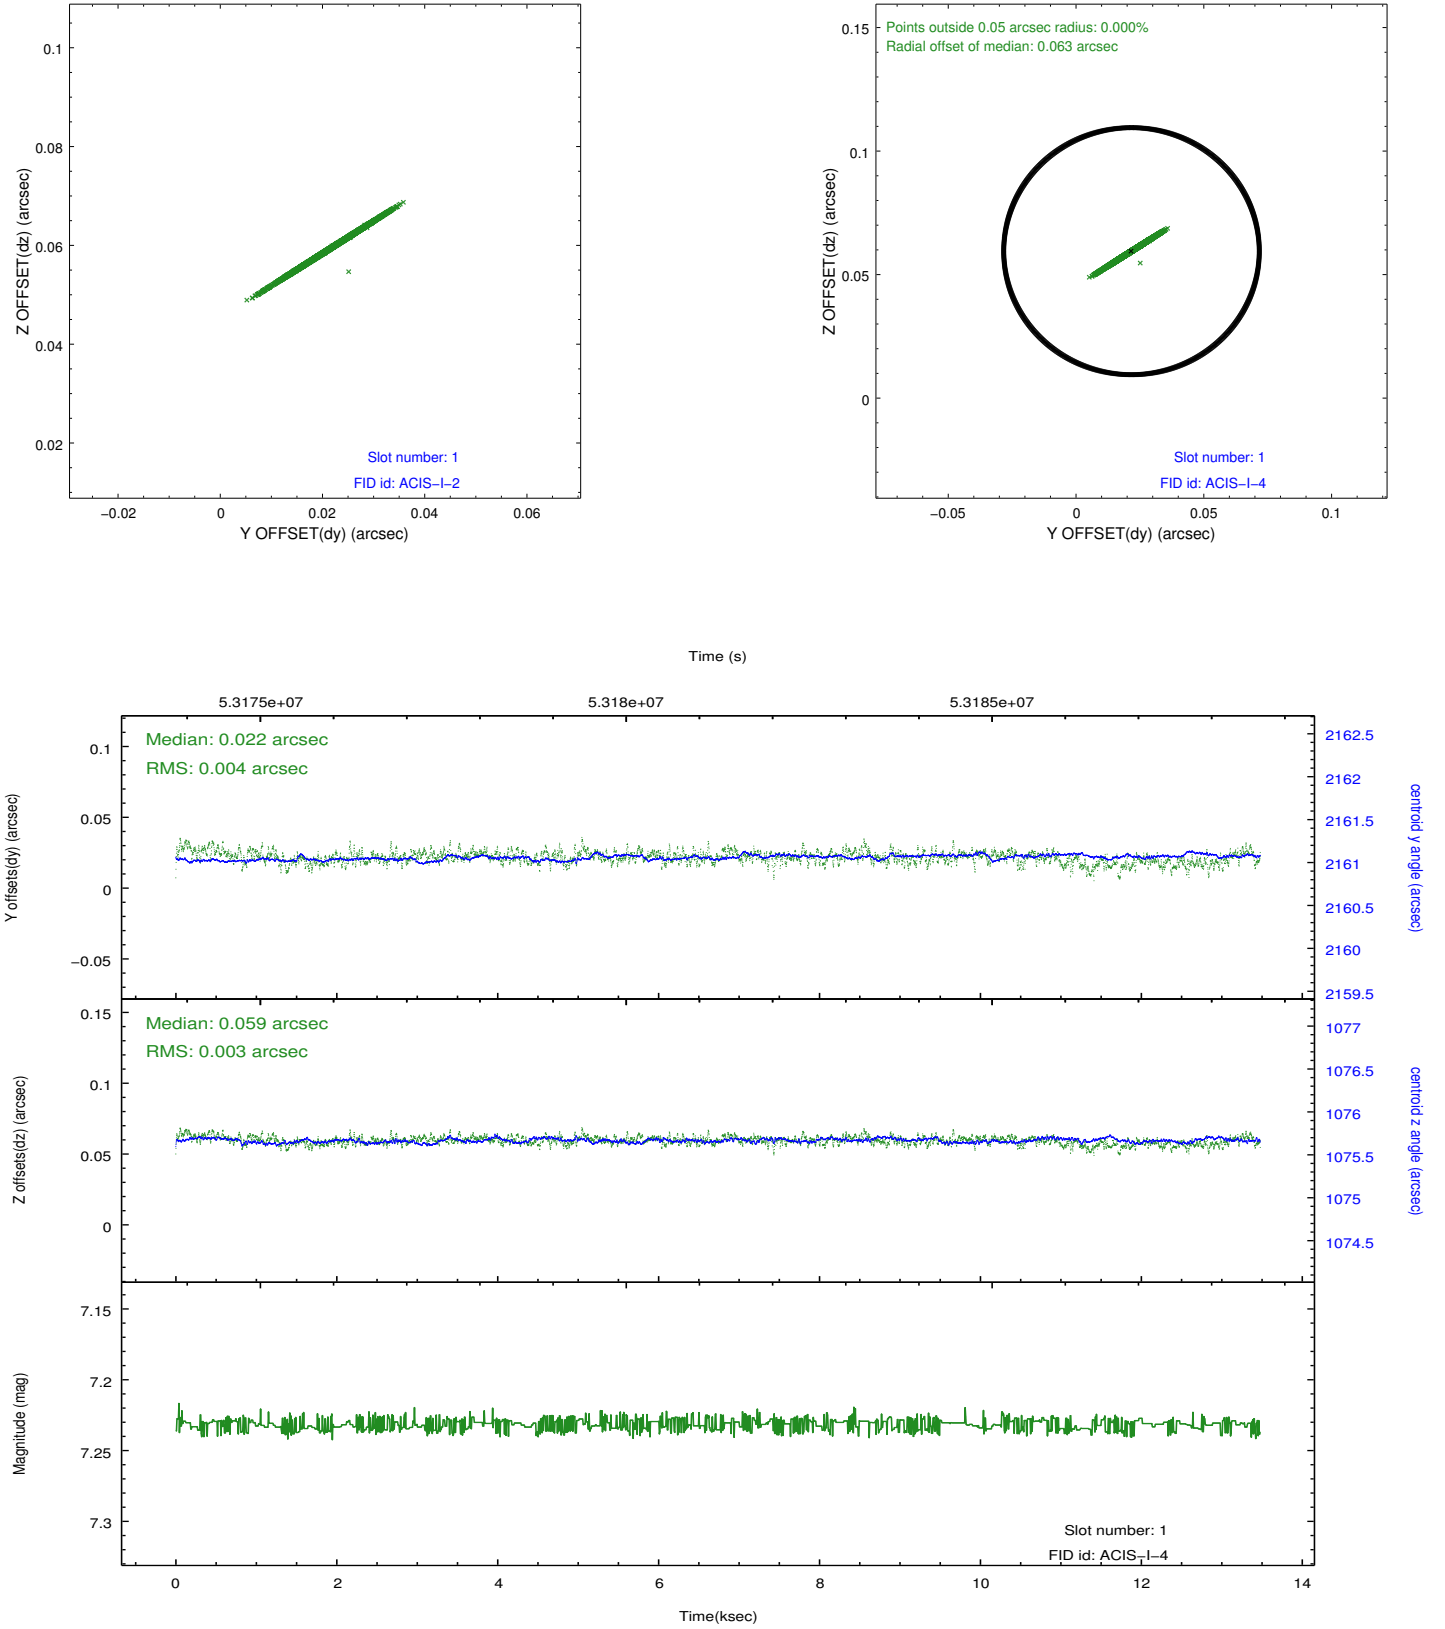 0.1
0.08
0.06
0.04
0.02
Z OFFSET(dz) (arcsec)
Slot number: 1
FID id: ACIS−I−2
−0.02 0 0.02 0.04 0.06
Y OFFSET(dy) (arcsec)
Points outside 0.05 arcsec radius: 0.000%
Radial offset of median: 0.063 arcsec
0.15
0.1
0.05
0
Z OFFSET(dz) (arcsec)
Slot number: 1
FID id: ACIS−I−4
−0.05 0 0.05 0.1
Y OFFSET(dy) (arcsec)
Time (s)
5.3175e+07 5.318e+07 5.3185e+07
Median: 0.022 arcsec
RMS: 0.004 arcsec
0.1
0.05
0
−0.05
Y offsets(dy) (arcsec)
2162.5
2162
2161.5
2161
2160.5
2160
2159.5
centroid y angle (arcsec)
Median: 0.059 arcsec
RMS: 0.003 arcsec
0.15
0.1
0.05
0
Z offsets(dz) (arcsec)
1077
1076.5
1076
1075.5
1075
1074.5
centroid z angle (arcsec)
7.15
7.2
7.25
7.3
Magnitude (mag)
Slot number: 1
FID id: ACIS−I−4
0 2 4 6 8 10 12 14
Time(ksec)